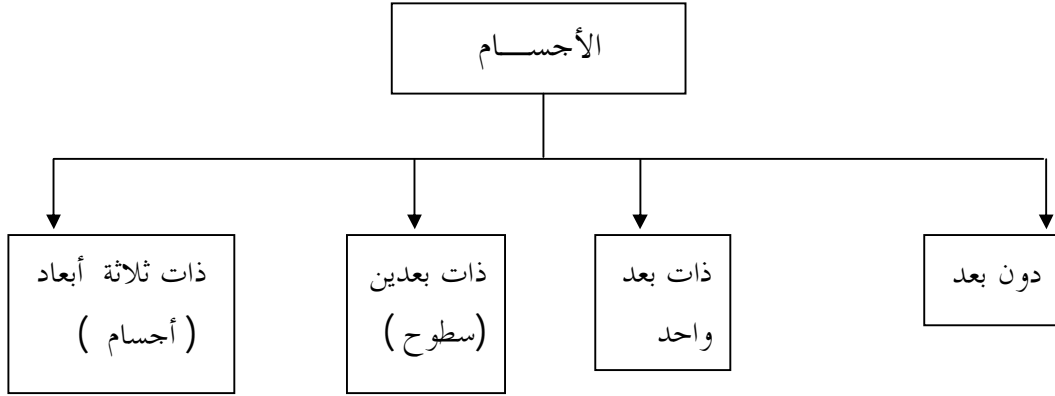 الأجســـام
دون بعد
ذات بعد
واحد
ذات بعدين
(سطوح)
ذات ثلاثة أبعاد
( أجسام )